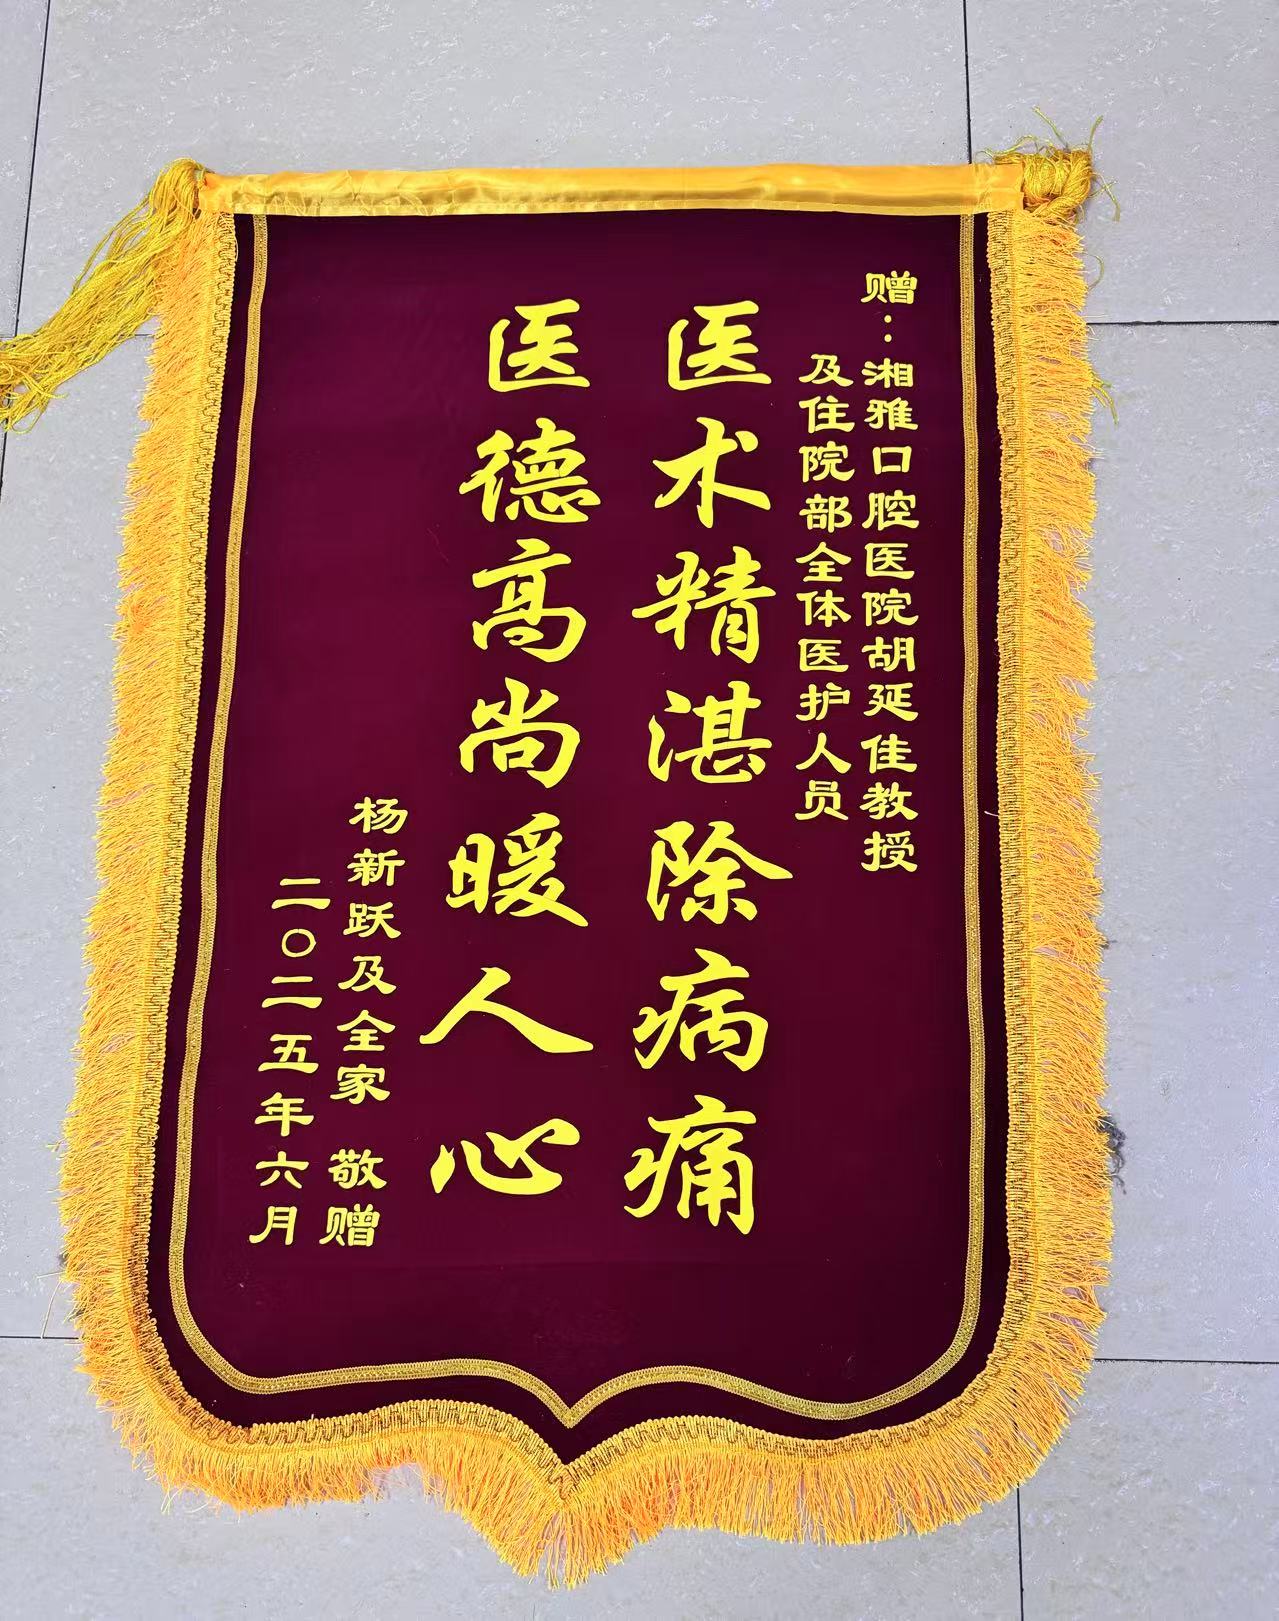 赠：湘雅口腔医院胡延佳教授
及住院部全体医护人员
医术精湛除病痛
医德高尚暖人心
杨新跃及全家 敬赠
二〇二五年六月